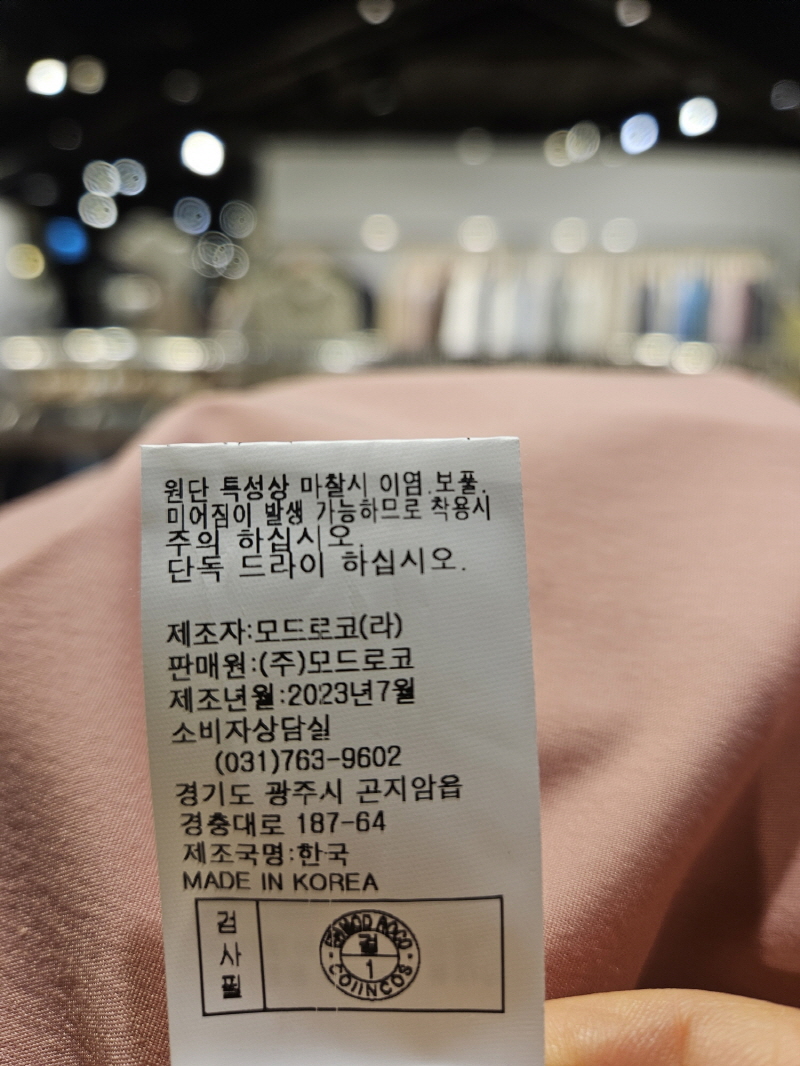 원단 특성상 마찰시 이염.보풀.
미어짐이 발생 가능하므로 착용시
주의 하십시오.
단독 드라이 하십시오.
제조자:모드로코(라)
판매원:(주)모드로코
제조년월:2023년7월
소비자상담실
(031)763-9602
경기도 광주시 곤지암읍
경충대로 187-64
제조국명:한국
MADE IN KOREA
검사필
검
1
COIINCOS